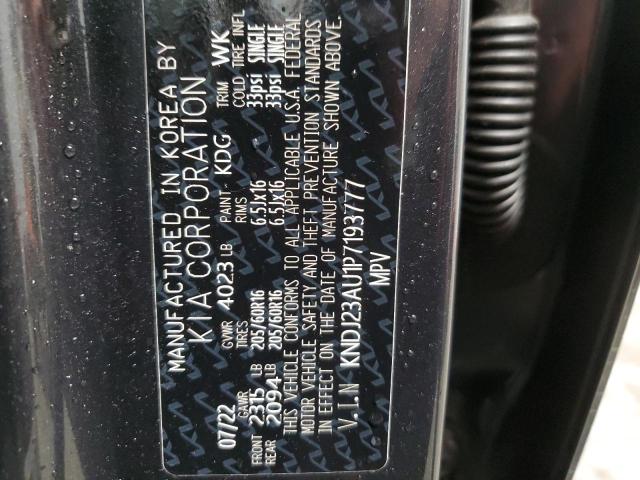 MANUFACTURED IN KOREA BY
KIA CORPORATION
07/22 GVWR 4023 LB PAINT KDG TRIM WK
GAWR TIRES RIMS COLD TIRE INFL
FRONT 2315 LB 205/60R16 6.5Jx16 33psi SINGLE
REAR 2094 LB 205/60R16 6.5Jx16 33psi SINGLE
THIS VEHICLE CONFORMS TO ALL APPLICABLE U.S.A. FEDERAL
MOTOR VEHICLE SAFETY AND THEFT PREVENTION STANDARDS
IN EFFECT ON THE DATE OF MANUFACTURE SHOWN ABOVE.
V.I.N KNDJ23AU1P7193777
MPV